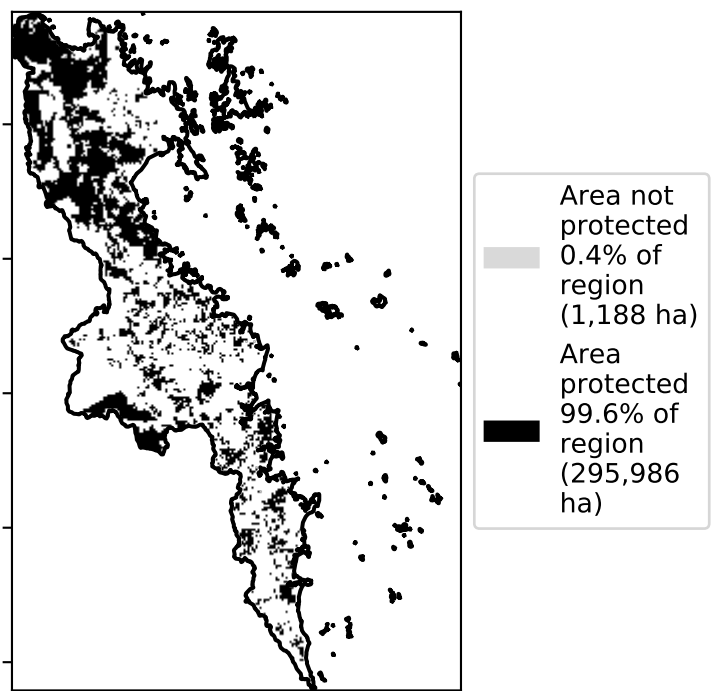 Area not
protected
0.4% of
region
(1,188 ha)
Area
protected
99.6% of
region
(295,986
ha)